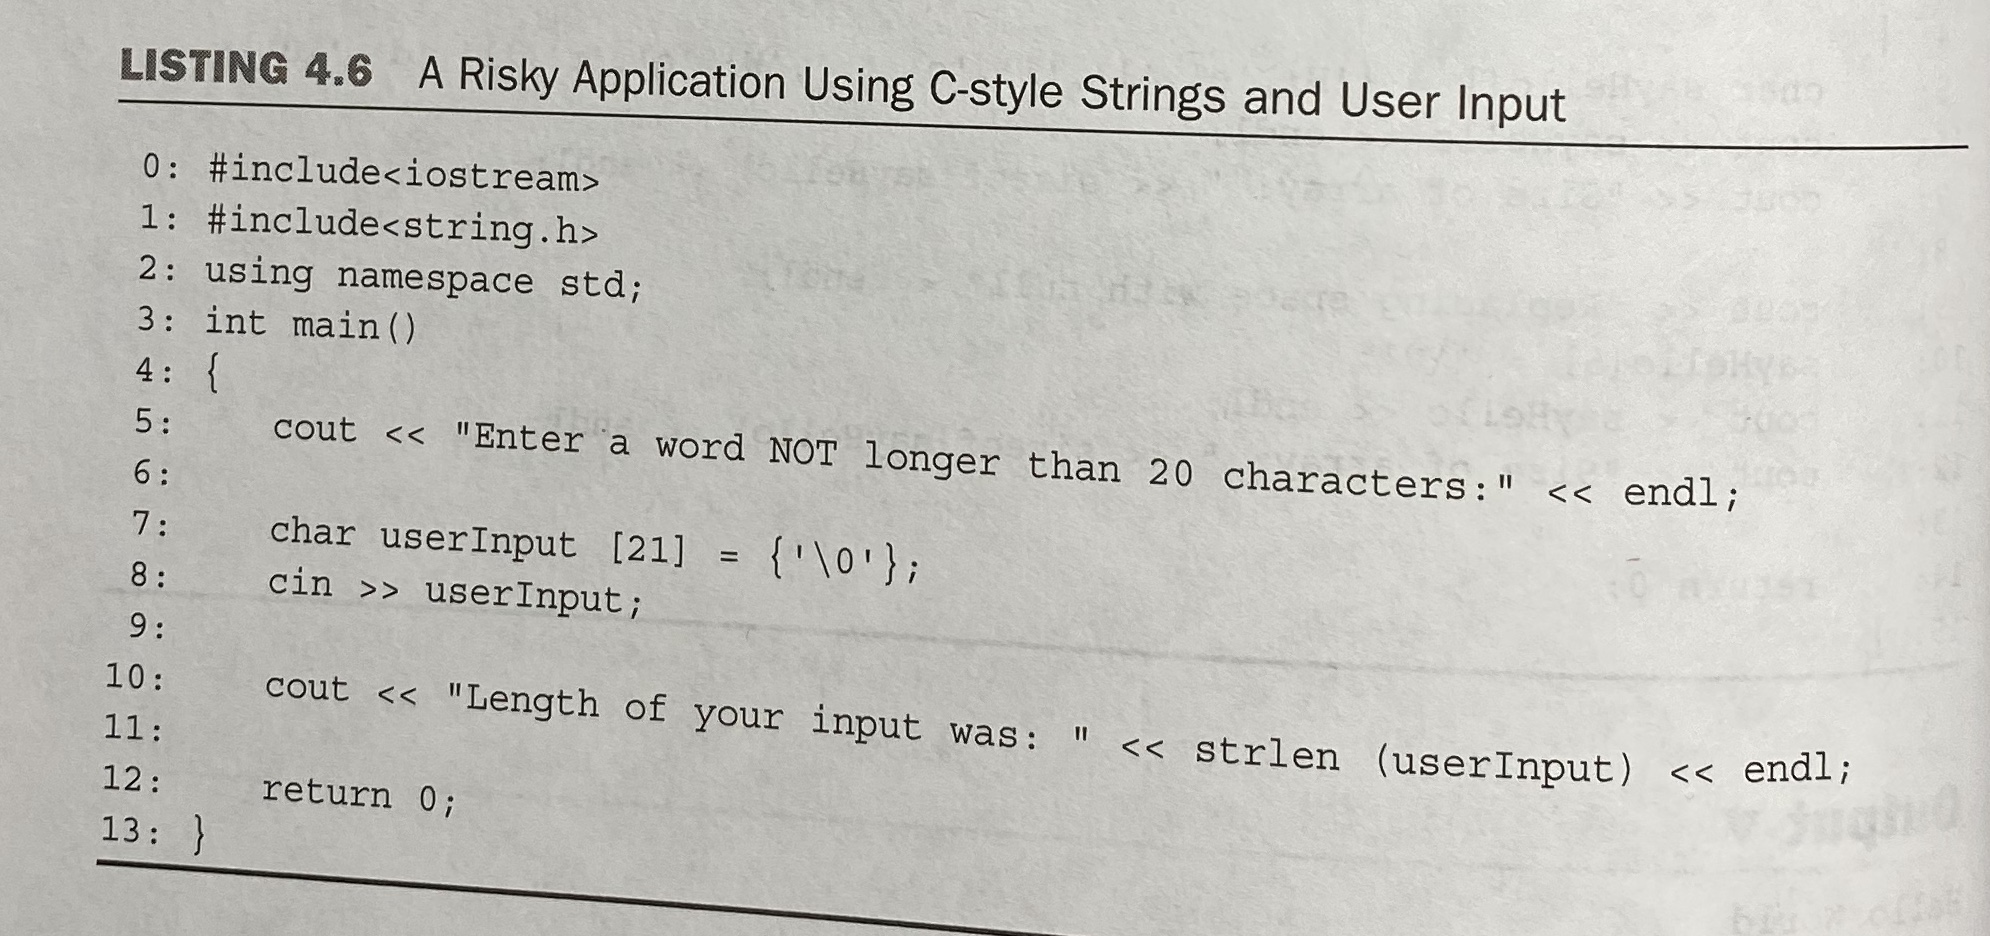 LISTING 4.6 A Risky Application Using C-style Strings and User Input
0: #include<iostream>
1: #include<string.h>
2: using namespace std;
3: int main()
4: {
5: cout << "Enter a word NOT longer than 20 characters:" << endl;
6:
7: char userInput [21] = {'\0'};
8: cin >> userInput;
9:
10: cout << "Length of your input was: " << strlen (userInput) << endl;
11:
12: return 0;
13: }